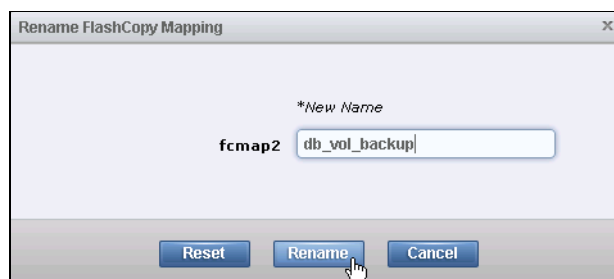 Rename FlashCopy Mapping x
*New Name
fcmap2 db_vol_backup
Reset Rename Cancel